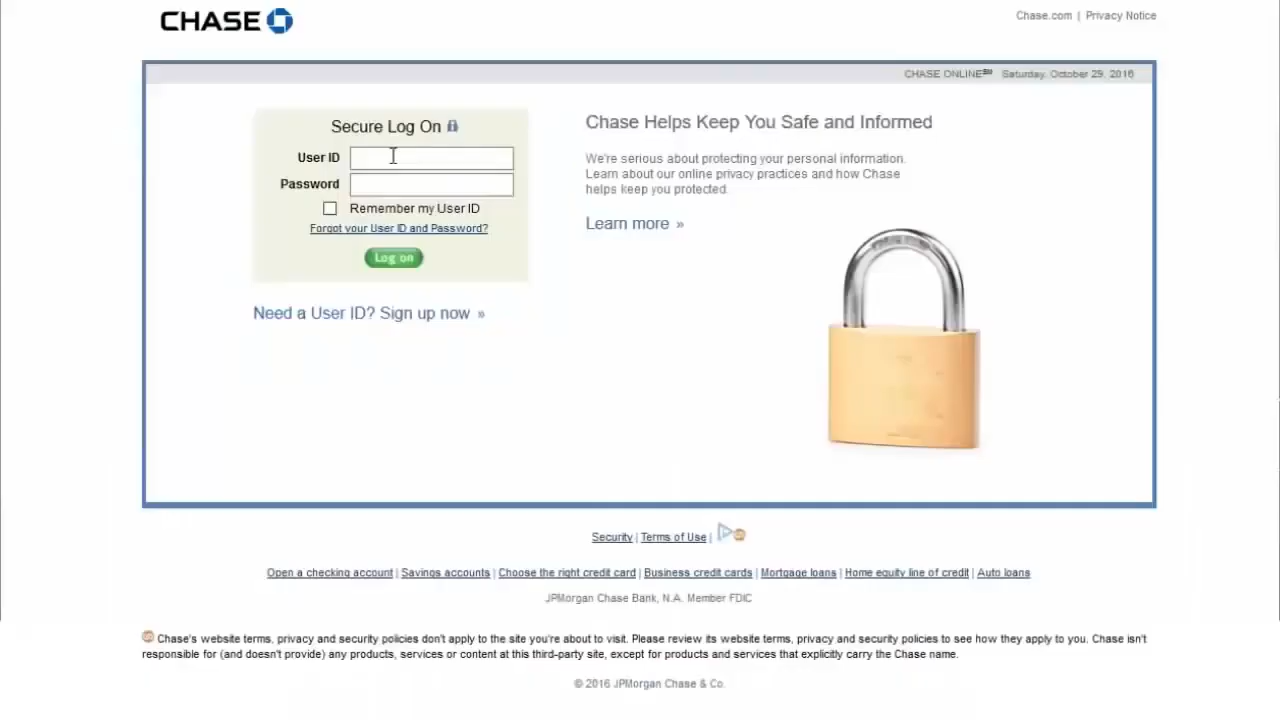 CHASE
Chase.com | Privacy Notice
CHASE ONLINE℠ Saturday, October 29, 2016
Secure Log On
User ID
Password
Remember my User ID
Forgot your User ID and Password?
Log on
Need a User ID? Sign up now »
Chase Helps Keep You Safe and Informed
We're serious about protecting your personal information.
Learn about our online privacy practices and how Chase
helps keep you protected.
Learn more »
Security | Terms of Use |
Open a checking account | Savings accounts | Choose the right credit card | Business credit cards | Mortgage loans | Home equity line of credit | Auto loans
JPMorgan Chase Bank, N.A. Member FDIC
Chase's website terms, privacy and security policies don't apply to the site you're about to visit. Please review its website terms, privacy and security policies to see how they apply to you. Chase isn't
responsible for (and doesn't provide) any products, services or content at this third-party site, except for products and services that explicitly carry the Chase name.
© 2016 JPMorgan Chase & Co.